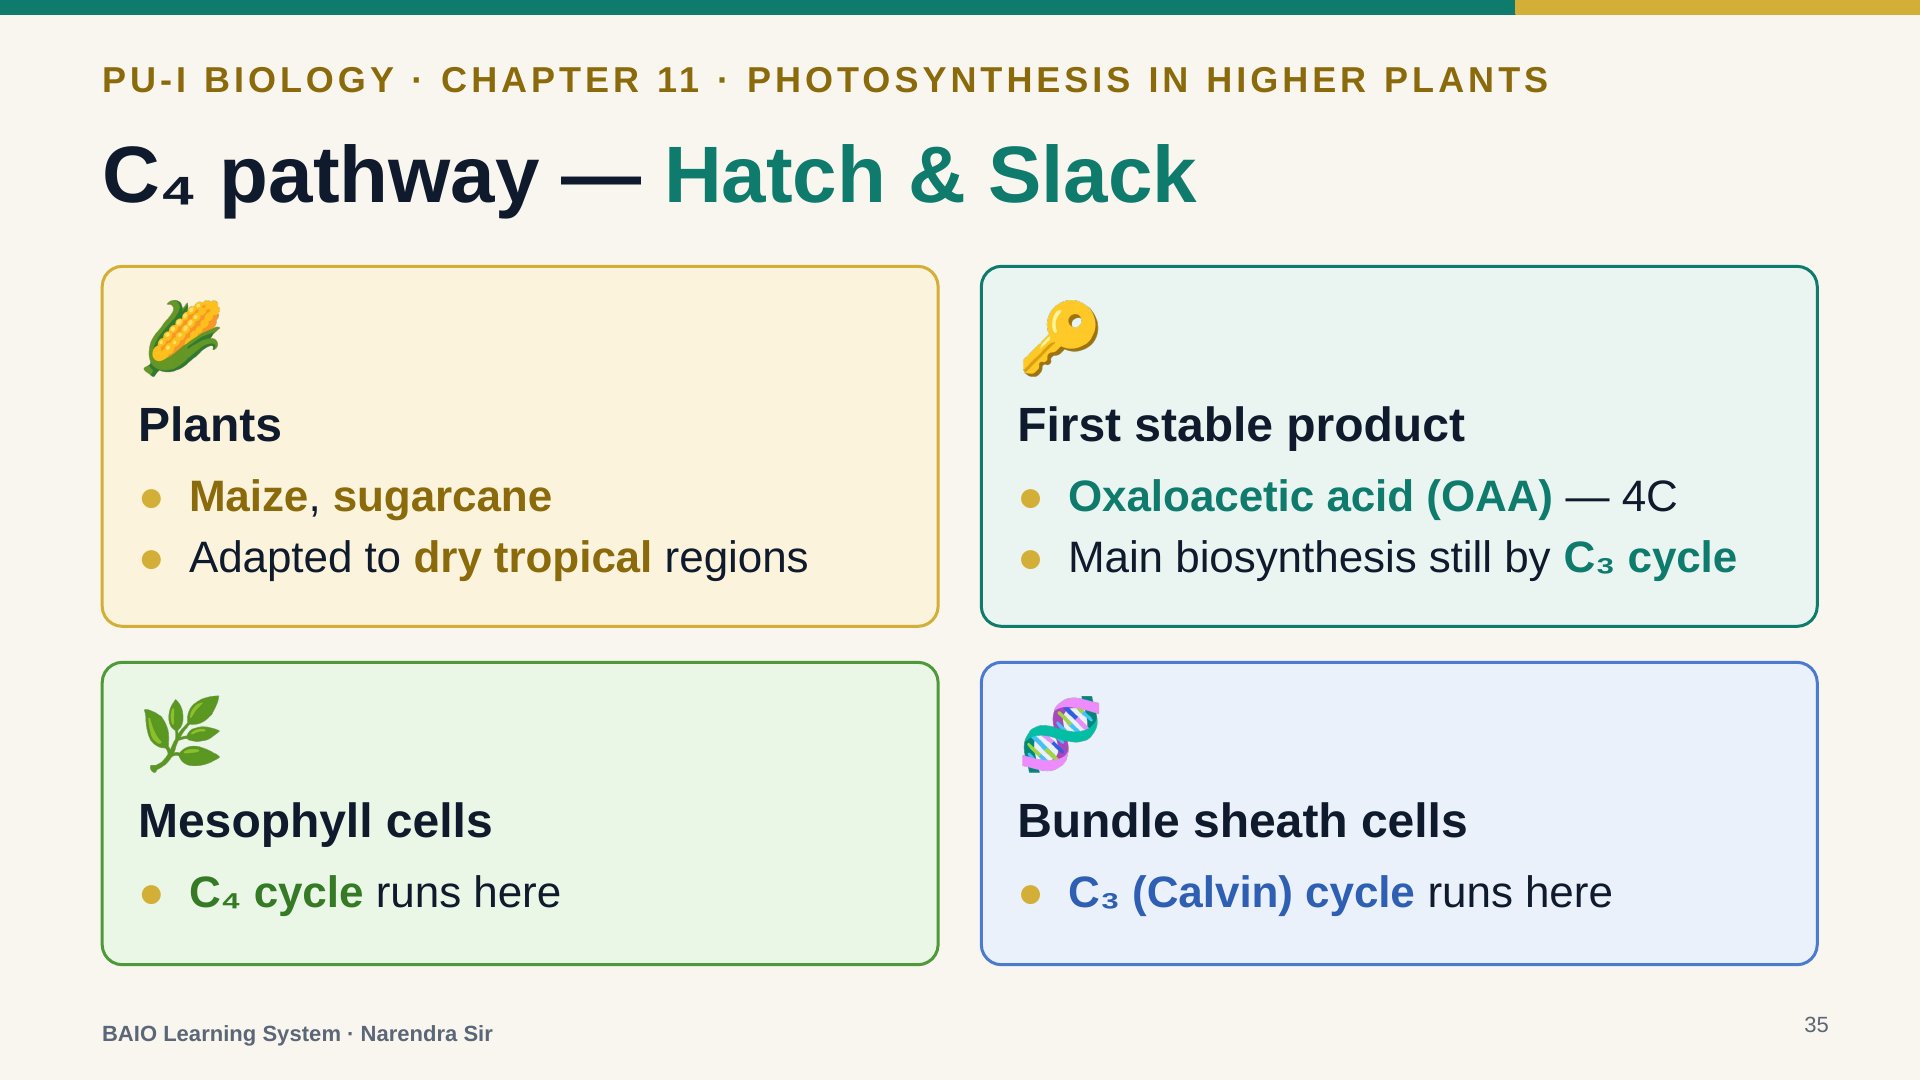 PU-I BIOLOGY · CHAPTER 11 · PHOTOSYNTHESIS IN HIGHER PLANTS
C₄ pathway — Hatch & Slack
Plants
● Maize, sugarcane
● Adapted to dry tropical regions
First stable product
● Oxaloacetic acid (OAA) — 4C
● Main biosynthesis still by C₃ cycle
Mesophyll cells
● C₄ cycle runs here
Bundle sheath cells
● C₃ (Calvin) cycle runs here
BAIO Learning System · Narendra Sir
35